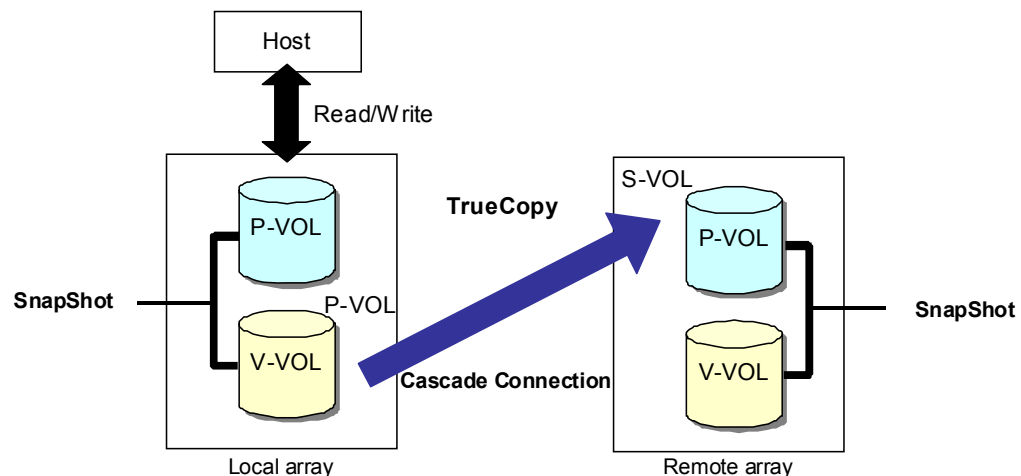 Host
Read/Write
S-VOL
TrueCopy
P-VOL
P-VOL
SnapShot
P-VOL
SnapShot
V-VOL
Cascade Connection
V-VOL
Local array
Remote array